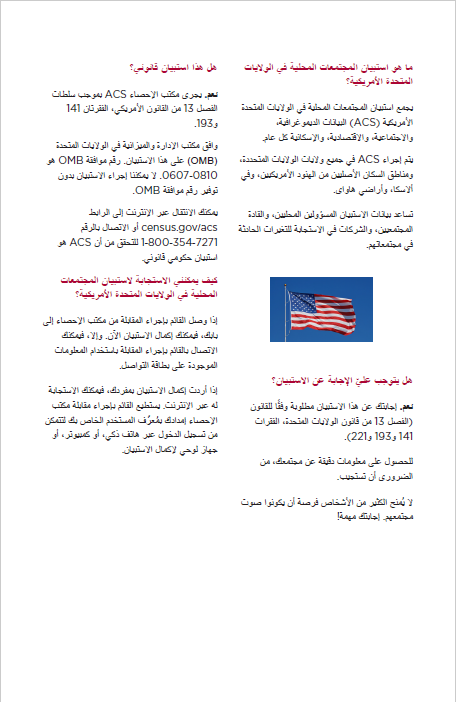 ما هو استبيان المجتمعات المحلية في الولايات
المتحدة الأمريكية؟
يجمع استبيان المجتمعات المحلية في الولايات المتحدة
الأمريكية (ACS) البيانات الديموغرافية،
والاجتماعية، والاقتصادية، والإسكانية كل عام.
يتم إجراء ACS في جميع ولايات الولايات المتحددة،
ومناطق السكان الأصليين من الهنود الأمريكيين، وفي
ألاسكا، وأراضي هاواي.
تساعد بيانات الاستبيان المسؤولين المحليين، والقادة
المجتمعيين، والشركات في الاستجابة للتغيرات الحادثة
في مجتمعاتهم.
هل يتوجب عليَّ الإجابة عن الاستبيان؟
نعم. إجابتك عن هذا الاستبيان مطلوبة وفقًا للقانون
(الفصل 13 من قانون الولايات المتحدة، الفقرات
141 و193 و221).
للحصول على معلومات دقيقة عن مجتمعك، من
الضروري أن تستجيب.
لا يُمنح الكثير من الأشخاص فرصة أن يكونوا صوت
مجتمعهم. إجابتك مهمة!
هل هذا استبيان قانوني؟
نعم. يجري مكتب الإحصاء ACS بموجب سلطات
الفصل 13 من القانون الأمريكي، الفقرتان 141
و193.
وافق مكتب الإدارة والميزانية في الولايات المتحدة
(OMB) على هذا الاستبيان. رقم موافقة OMB هو
0607-0810. لا يمكننا إجراء الاستبيان بدون
توفير رقم موافقة OMB.
يمكنك الانتقال عبر الإنترنت إلى الرابط
census.gov/acs أو الاتصال بالرقم
1-800-354-7271 للتحقق من أن ACS هو
استبيان حكومي قانوني.
كيف يمكنني الاستجابة لاستبيان المجتمعات
المحلية في الولايات المتحدة الأمريكية؟
إذا وصل القائم بإجراء المقابلة من مكتب الإحصاء إلى
بابك، فيمكنك إكمال الاستبيان الآن. وإلا، فيمكنك
الاتصال بالقائم بإجراء المقابلة باستخدام المعلومات
الموجودة على بطاقة التواصل.
إذا أردت إكمال الاستبيان بمفردك، فيمكنك الاستجابة
له عبر الإنترنت. يستطيع القائم بإجراء مقابلة مكتب
الإحصاء إمدادك بمُعرِّف المستخدم الخاص بك لتتمكن
من تسجيل الدخول عبر هاتف ذكي، أو كمبيوتر، أو
جهاز لوحي لإكمال الاستبيان.